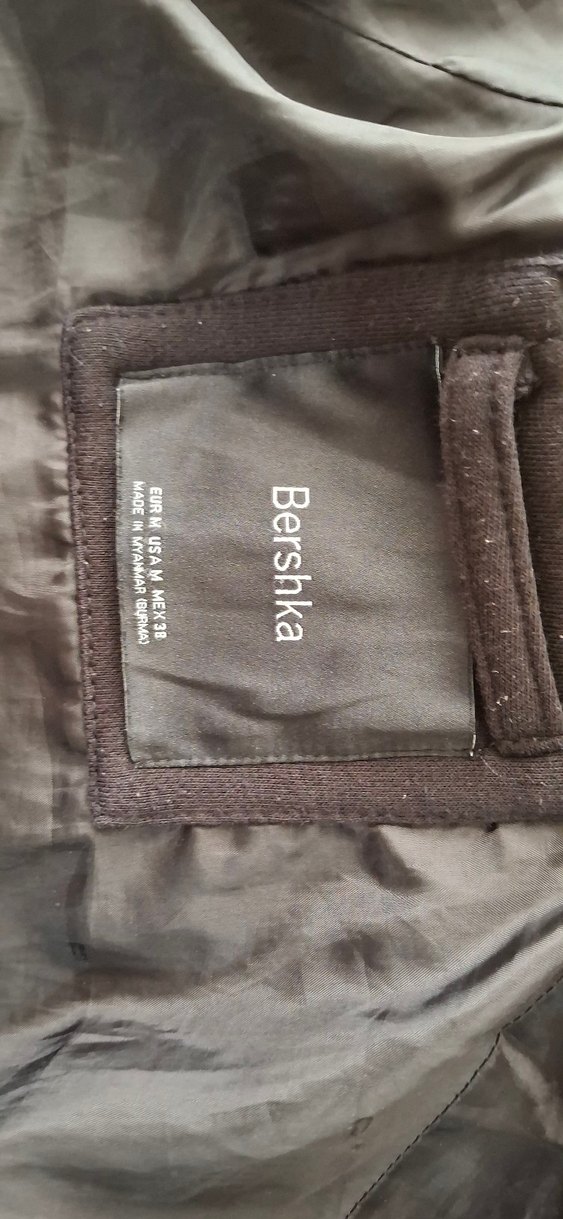 Bershka
EUR M USA M MEX 38
MADE IN MYANMAR (BURMA)